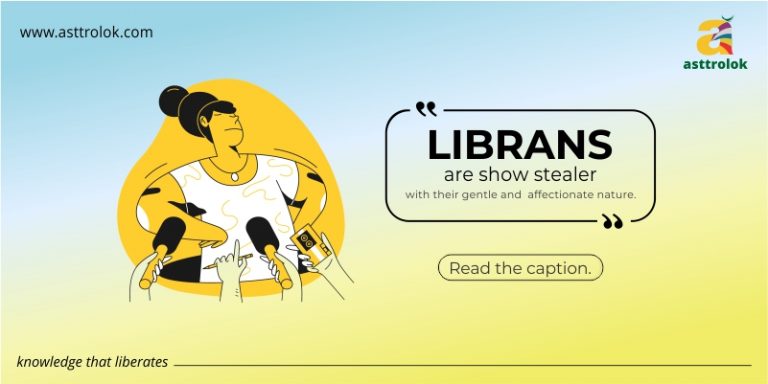 www.asttrolok.com
asttrolok
“
LIBRANS
are show stealer
with their gentle and affectionate nature.
”
Read the caption.
knowledge that liberates